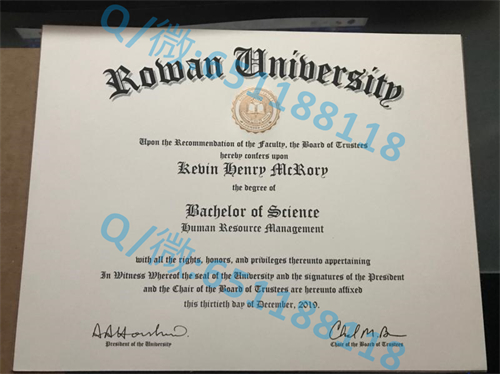 Rowan University
Upon the Recommendation of the Faculty, the Board of Trustees
hereby confers upon
Kevin Henry McRory
the degree of
Bachelor of Science
Human Resource Management
with all the rights, honors, and privileges thereunto appertaining
In Witness Whereof the seal of the University and the signatures of the President
and the Chair of the Board of Trustees are hereunto affixed
this thirtieth day of December, 2019.
President of the University
Chair of the Board of Trustees
Q/微:651188118
Q/微:651188118